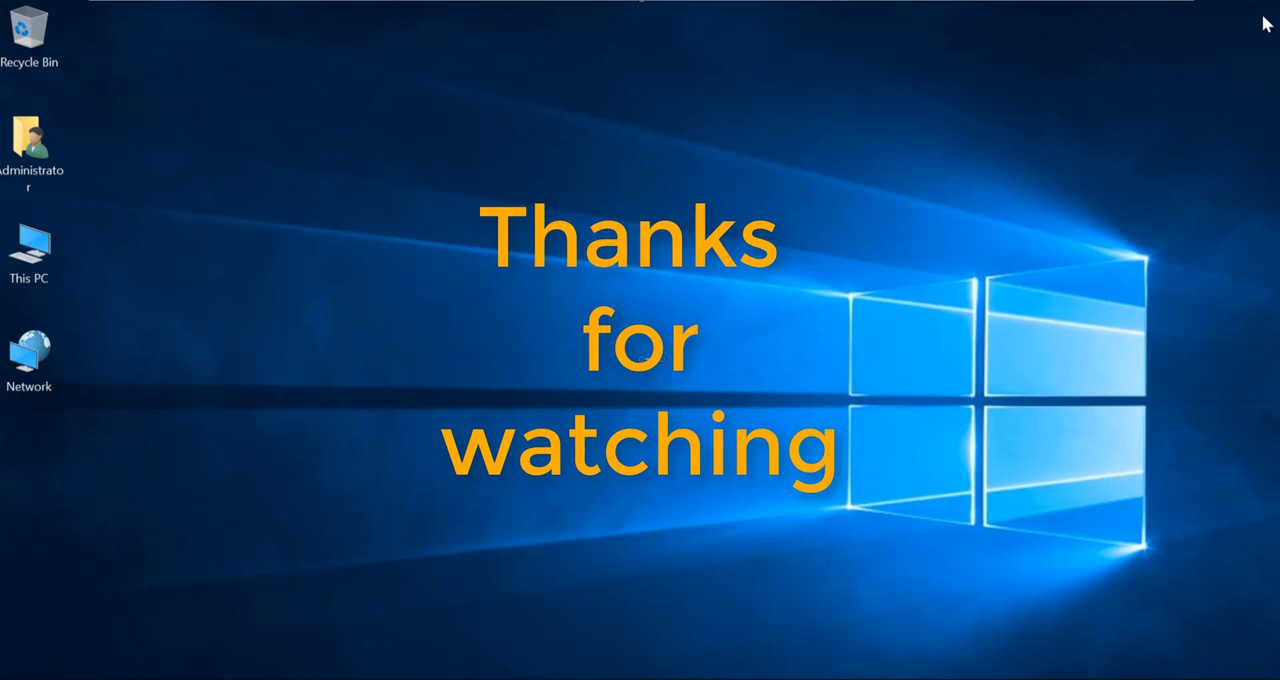 Recycle Bin
Administrato
r
This PC
Network
Thanks
for
watching